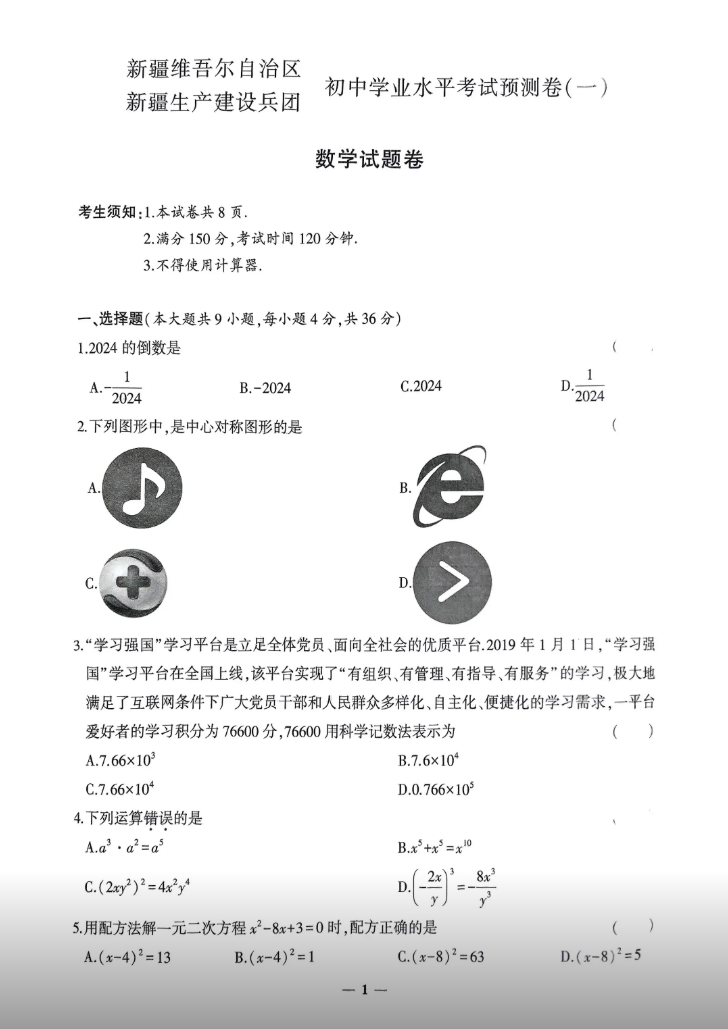 新疆维吾尔自治区
新疆生产建设兵团
初中学业水平考试预测卷(一)
数学试题卷
考生须知:1.本试卷共8页.
2.满分150分,考试时间120分钟.
3.不得使用计算器.
一、选择题(本大题共9小题,每小题4分,共36分)
1.2024的倒数是 (
A.-1/2024 B.-2024 C.2024 D.1/2024
2.下列图形中,是中心对称图形的是 (
A. B.
C. D.
3.“学习强国”学习平台是立足全体党员、面向全社会的优质平台.2019年1月1日,“学习强
国”学习平台在全国上线,该平台实现了“有组织、有管理、有指导、有服务”的学习,极大地
满足了互联网条件下广大党员干部和人民群众多样化、自主化、便捷化的学习需求,一平台
爱好者的学习积分为76600分,76600用科学记数法表示为 ( )
A.7.66×10³ B.7.6×10⁴
C.7.66×10⁴ D.0.766×10⁵
4.下列运算错误的是
A.a³·a²=a⁵ B.x⁵+x⁵=x¹⁰
C.(2xy²)²=4x²y⁴ D.(-2x/y)³=-8x³/y³
5.用配方法解一元二次方程x²-8x+3=0时,配方正确的是 ( )
A.(x-4)²=13 B.(x-4)²=1 C.(x-8)²=63 D.(x-8)²=5
— 1 —